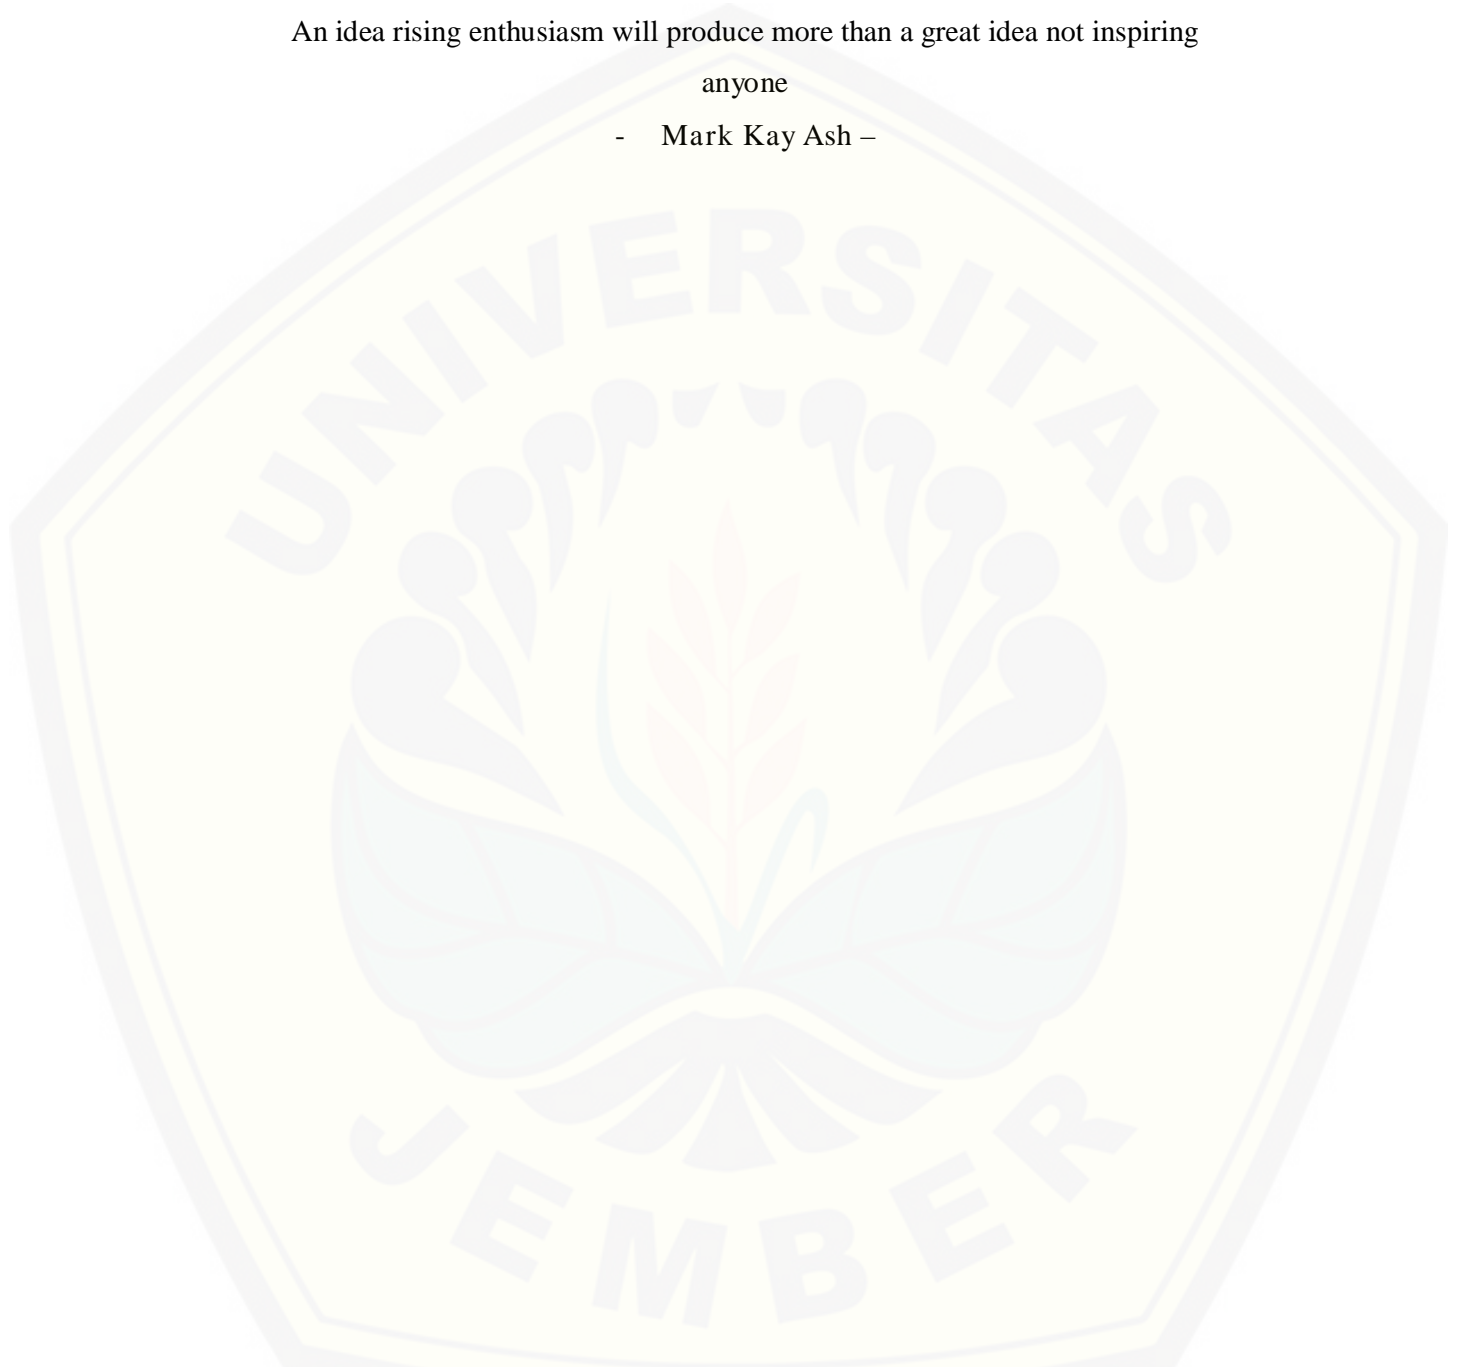 An idea rising enthusiasm will produce more than a great idea not inspiring
anyone
- Mark Kay Ash –
UNIVERSITAS
JEMBER